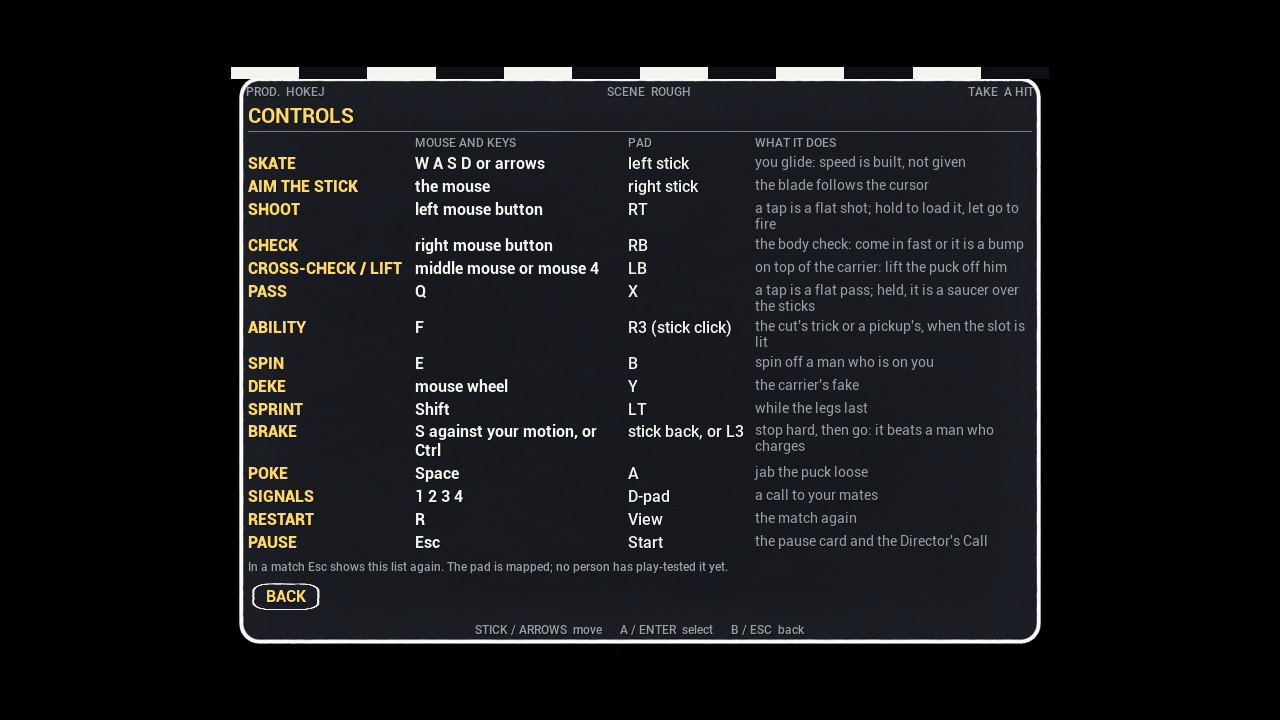 PROD. HOKEJ SCENE ROUGH TAKE A HIT
CONTROLS
MOUSE AND KEYS PAD WHAT IT DOES
SKATE W A S D or arrows left stick you glide: speed is built, not given
AIM THE STICK the mouse right stick the blade follows the cursor
SHOOT left mouse button RT a tap is a flat shot; hold to load it, let go to
fire
CHECK right mouse button RB the body check: come in fast or it is a bump
CROSS-CHECK / LIFT middle mouse or mouse 4 LB on top of the carrier: lift the puck off him
PASS Q X a tap is a flat pass; held, it is a saucer over
the sticks
ABILITY F R3 (stick click) the cut's trick or a pickup's, when the slot is
lit
SPIN E B spin off a man who is on you
DEKE mouse wheel Y the carrier's fake
SPRINT Shift LT while the legs last
BRAKE S against your motion, or stick back, or L3 stop hard, then go: it beats a man who
Ctrl charges
POKE Space A jab the puck loose
SIGNALS 1 2 3 4 D-pad a call to your mates
RESTART R View the match again
PAUSE Esc Start the pause card and the Director's Call
In a match Esc shows this list again. The pad is mapped; no person has play-tested it yet.
BACK
STICK / ARROWS move A / ENTER select B / ESC back